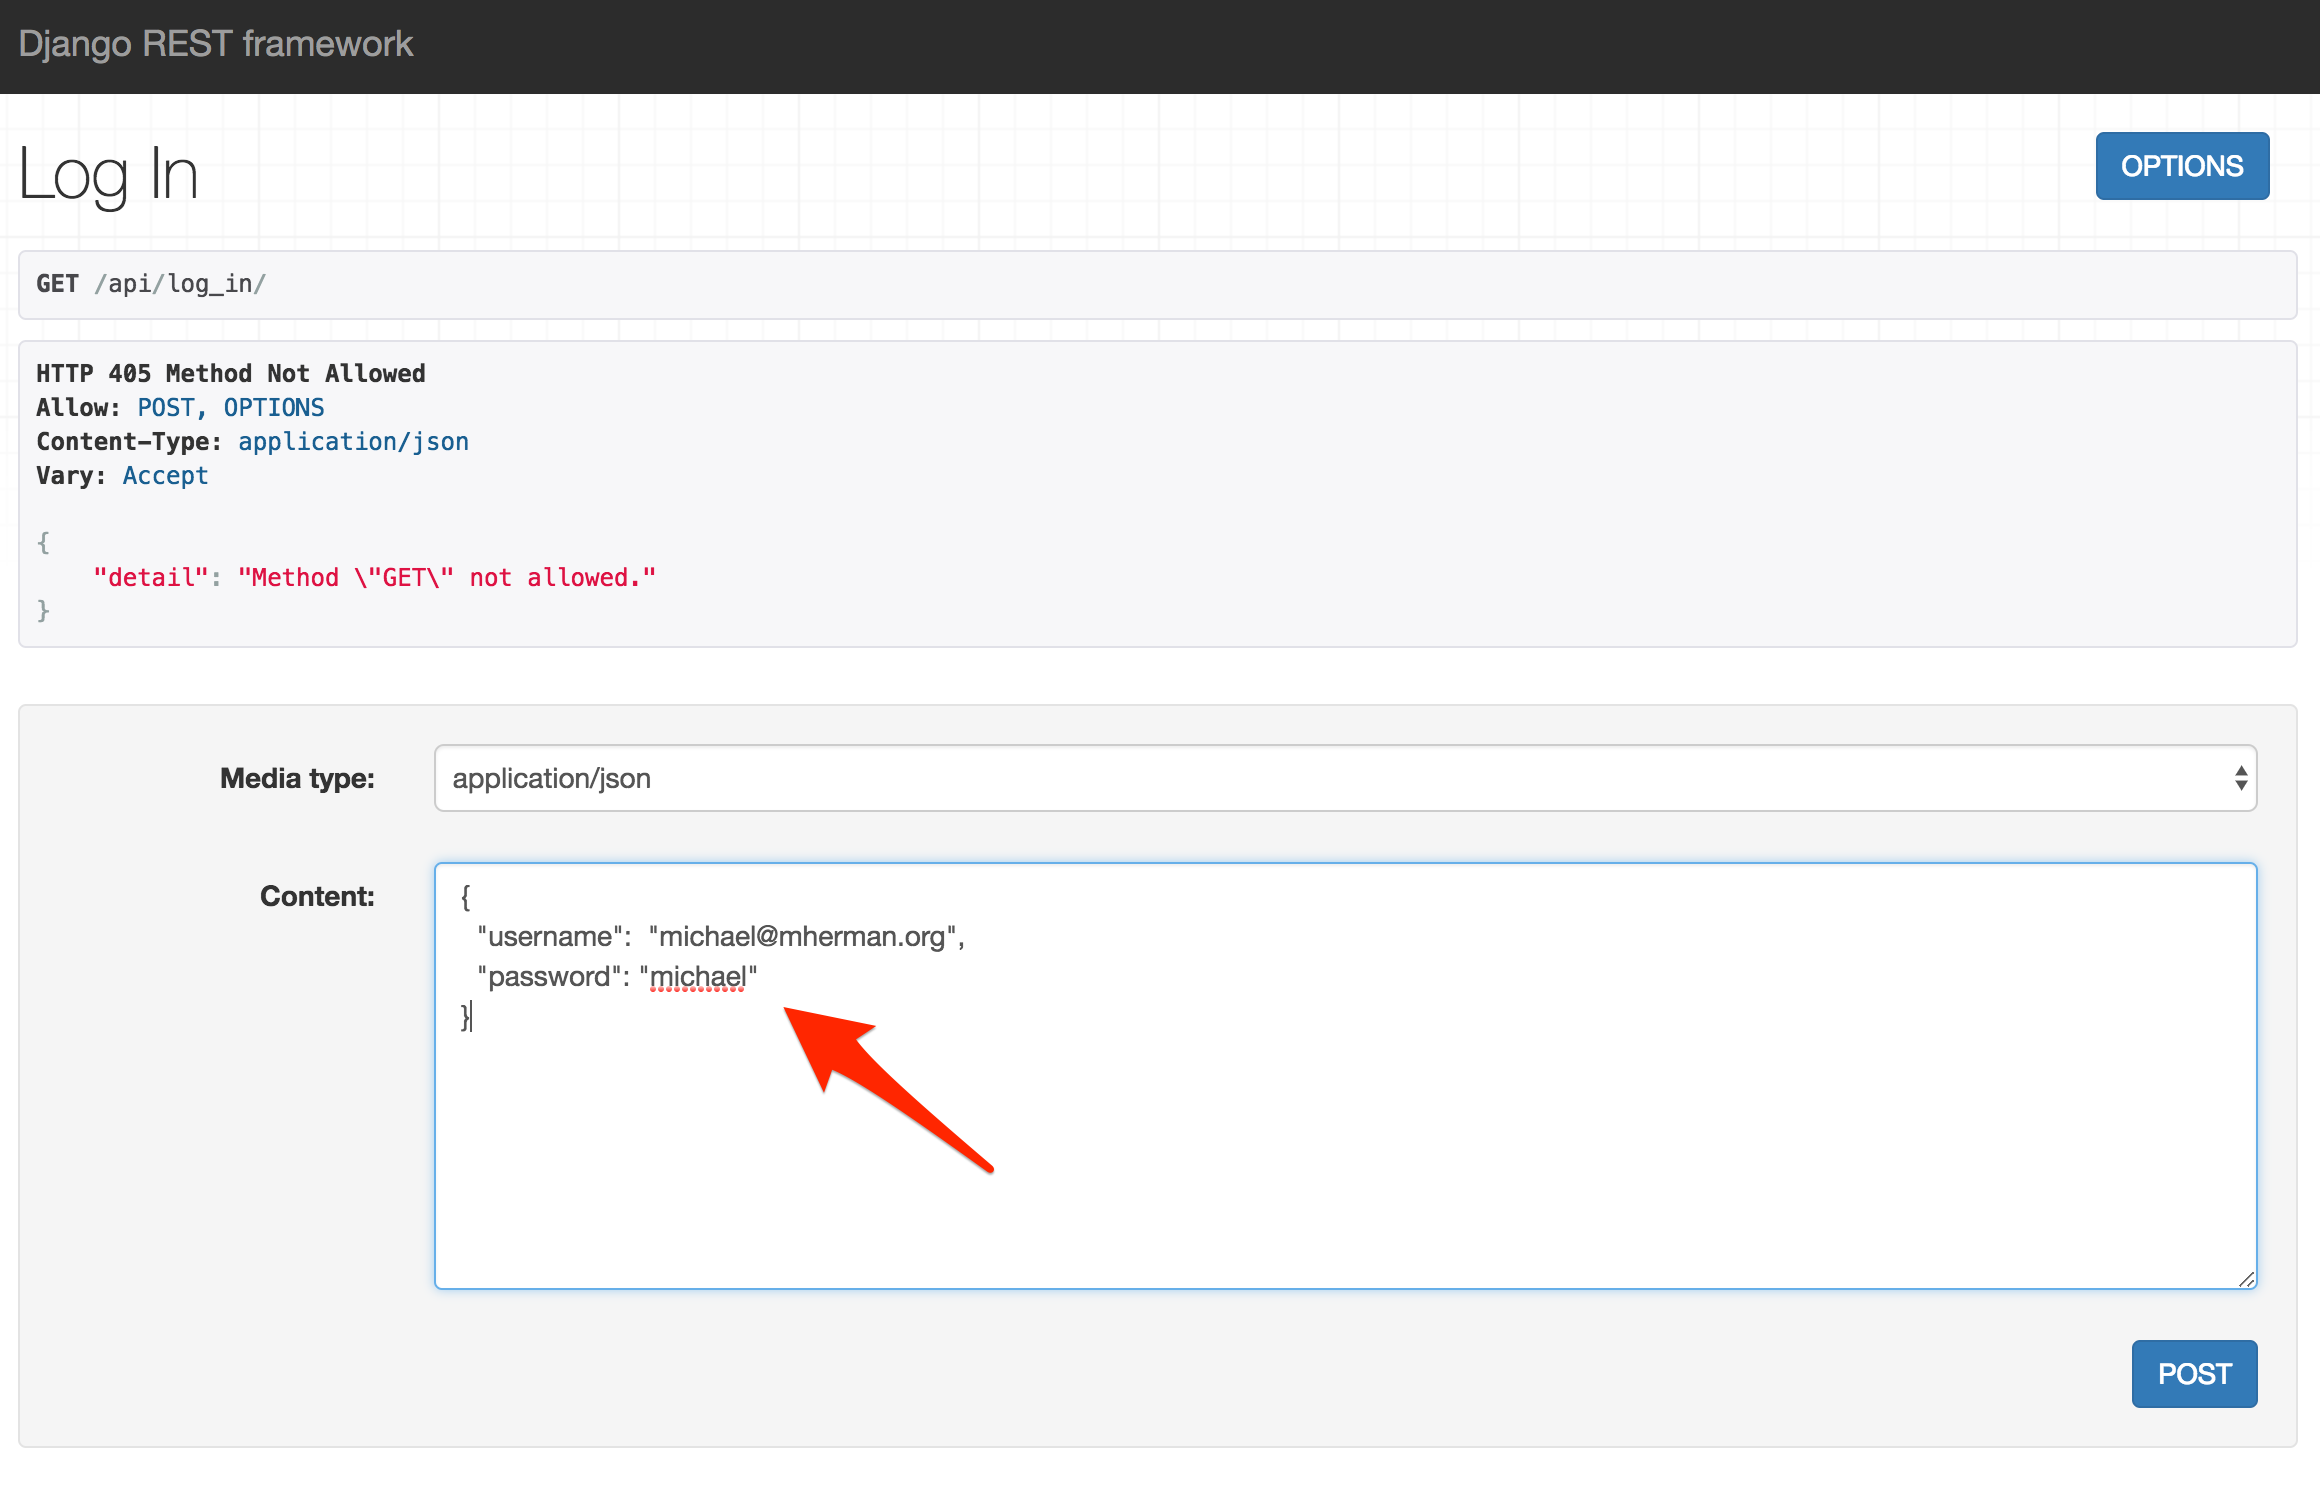 Django REST framework
Log In
OPTIONS
GET /api/log_in/
HTTP 405 Method Not Allowed
Allow: POST, OPTIONS
Content-Type: application/json
Vary: Accept
{
    "detail": "Method \"GET\" not allowed."
}
Media type: application/json
Content:
{
  "username":  "michael@mherman.org",
  "password": "michael"
}
POST